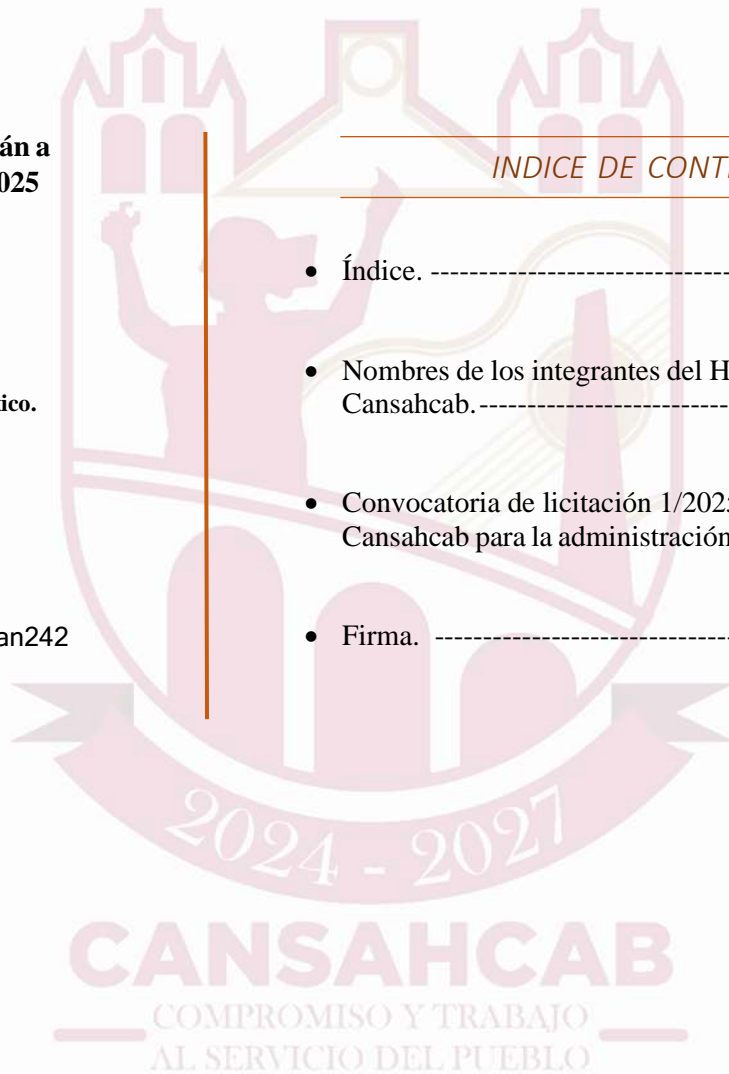 án a
025
ico.
an242
INDICE DE CONT
• Índice. --------------------------------
• Nombres de los integrantes del H
Cansahcab.--------------------------
• Convocatoria de licitación 1/202
Cansahcab para la administración
• Firma. --------------------------------
2024 - 2027
CANSAHCAB
COMPROMISO Y TRABAJO
AL SERVICIO DEL PUEBLO